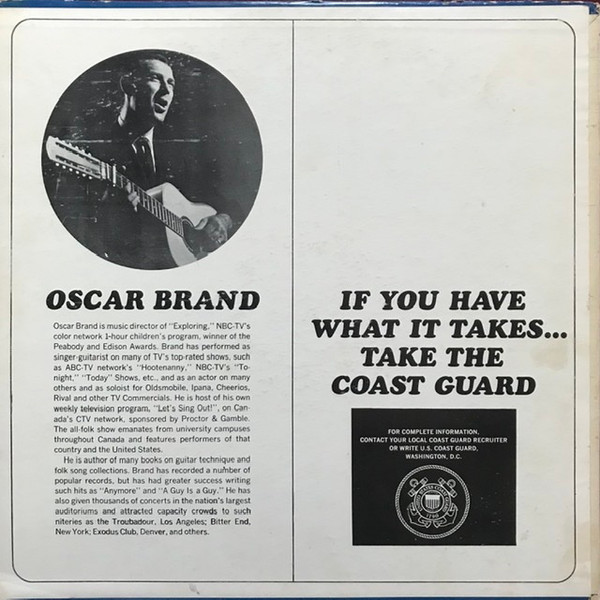 OSCAR BRAND
Oscar Brand is music director of "Exploring," NBC-TV's
color network 1-hour children's program, winner of the
Peabody and Edison Awards. Brand has performed as
singer-guitarist on many of TV's top-rated shows, such
as ABC-TV network's "Hootenanny," NBC-TV's "To-
night," "Today" Shows, etc., and as an actor on many
others and as soloist for Oldsmobile, Ipana, Cheerios,
Rival and other TV Commercials. He is host of his own
weekly television program, "Let's Sing Out!", on Can-
ada's CTV network, sponsored by Proctor & Gamble.
The all-folk show emanates from university campuses
throughout Canada and features performers of that
country and the United States.
He is author of many books on guitar technique and
folk song collections. Brand has recorded a number of
popular records, but has had greater success writing
such hits as "Anymore" and "A Guy Is a Guy." He has
also given thousands of concerts in the nation's largest
auditoriums and attracted capacity crowds to such
niteries as the Troubadour, Los Angeles; Bitter End,
New York; Exodus Club, Denver, and others.
IF YOU HAVE
WHAT IT TAKES...
TAKE THE
COAST GUARD
FOR COMPLETE INFORMATION,
CONTACT YOUR LOCAL COAST GUARD RECRUITER
OR WRITE U.S. COAST GUARD,
WASHINGTON, D.C.
UNITED STATES COAST GUARD
1790